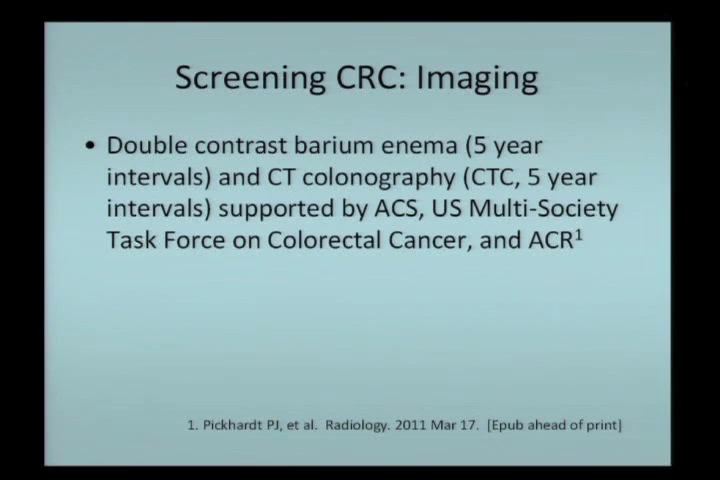 Screening CRC: Imaging
• Double contrast barium enema (5 year
intervals) and CT colonography (CTC, 5 year
intervals) supported by ACS, US Multi-Society
Task Force on Colorectal Cancer, and ACR¹
1. Pickhardt PJ, et al.  Radiology. 2011 Mar 17.  [Epub ahead of print]